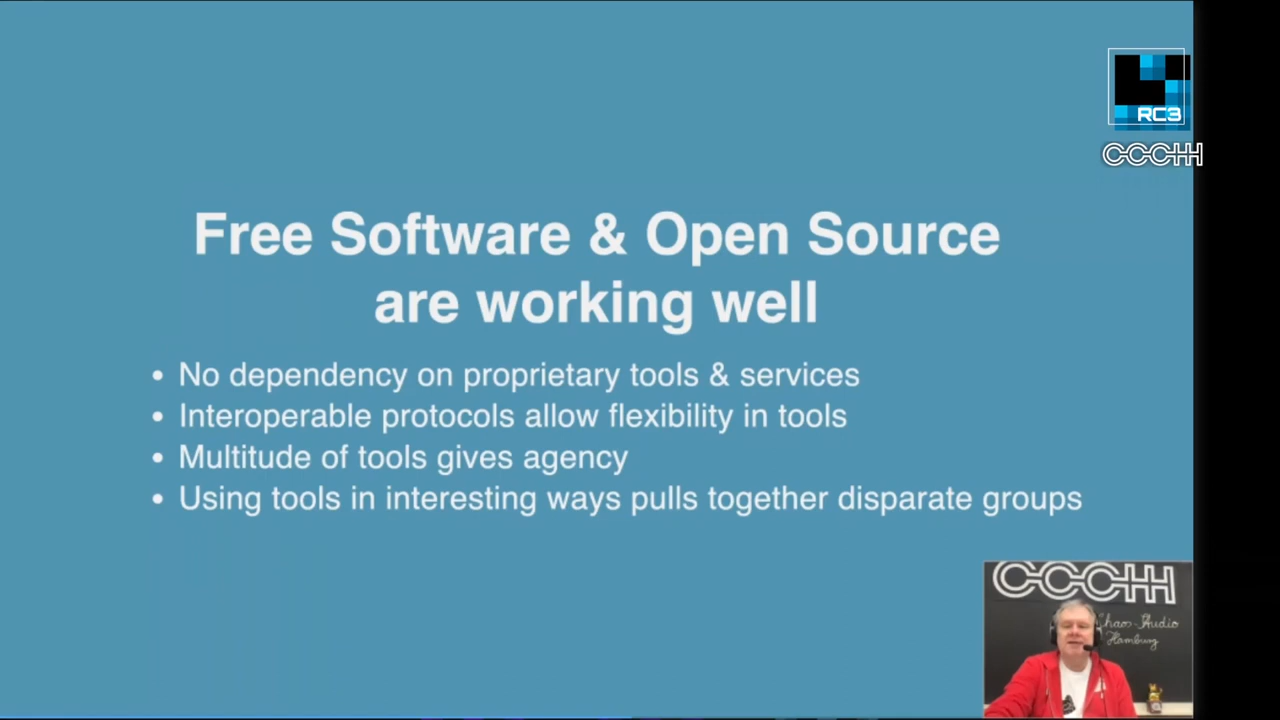 RC3
CCCHH
Free Software & Open Source
are working well
• No dependency on proprietary tools & services
• Interoperable protocols allow flexibility in tools
• Multitude of tools gives agency
• Using tools in interesting ways pulls together disparate groups
CCCHH
Chaos-Audio
Hamburg